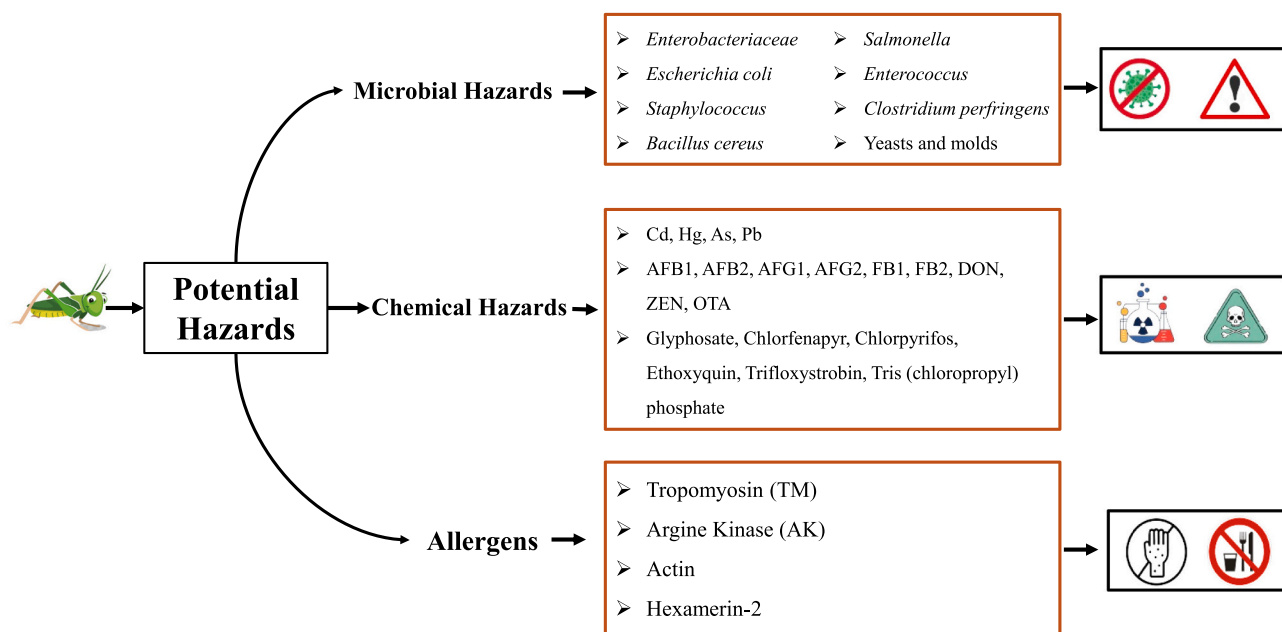 Potential
Hazards
Microbial Hazards
➢ Enterobacteriaceae
➢ Escherichia coli
➢ Staphylococcus
➢ Bacillus cereus
➢ Salmonella
➢ Enterococcus
➢ Clostridium perfringens
➢ Yeasts and molds
Chemical Hazards
➢ Cd, Hg, As, Pb
➢ AFB1, AFB2, AFG1, AFG2, FB1, FB2, DON,
ZEN, OTA
➢ Glyphosate, Chlorfenapyr, Chlorpyrifos,
Ethoxyquin, Trifloxystrobin, Tris (chloropropyl)
phosphate
Allergens
➢ Tropomyosin (TM)
➢ Argine Kinase (AK)
➢ Actin
➢ Hexamerin-2